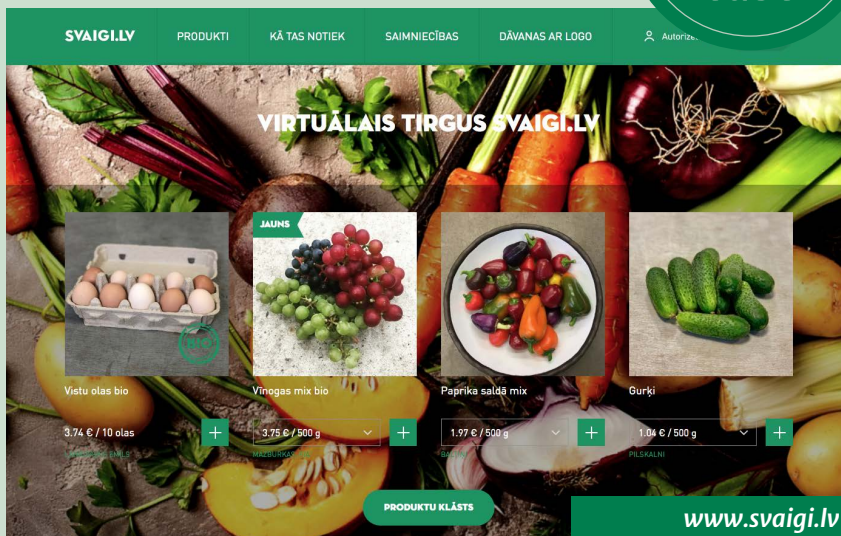 SVAIGI.LV
PRODUKTI
KĀ TAS NOTIEK
SAIMNIECĪBAS
DĀVANAS AR LOGO
VIRTUĀLAIS TIRGUS SVAIGI.LV
JAUNS
BIO
Vistu olas bio
Vīnogas mix bio
Paprika saldā mix
Gurķi
3.74 € / 10 olas
3.75 € / 500 g
1.97 € / 500 g
1.04 € / 500 g
PILSKALNI
PRODUKTU KLĀSTS
www.svaigi.lv